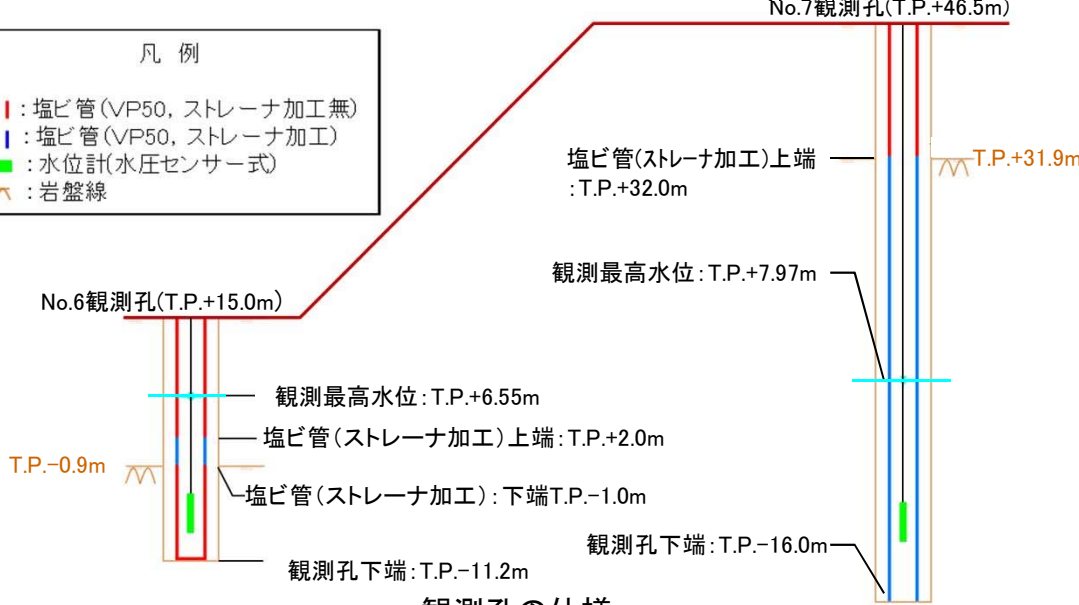 No.7観測孔(T.P.+46.5m)
凡 例
:塩ビ管(VP50, ストレーナ加工無)
:塩ビ管(VP50, ストレーナ加工)
:水位計(水圧センサー式)
:岩盤線
塩ビ管(ストレーナ加工)上端
:T.P.+32.0m
T.P.+31.9m
観測最高水位:T.P.+7.97m
No.6観測孔(T.P.+15.0m)
観測最高水位:T.P.+6.55m
塩ビ管(ストレーナ加工)上端:T.P.+2.0m
T.P.-0.9m
塩ビ管(ストレーナ加工):下端T.P.-1.0m
観測孔下端:T.P.-16.0m
観測孔下端:T.P.-11.2m
観測孔の仕様